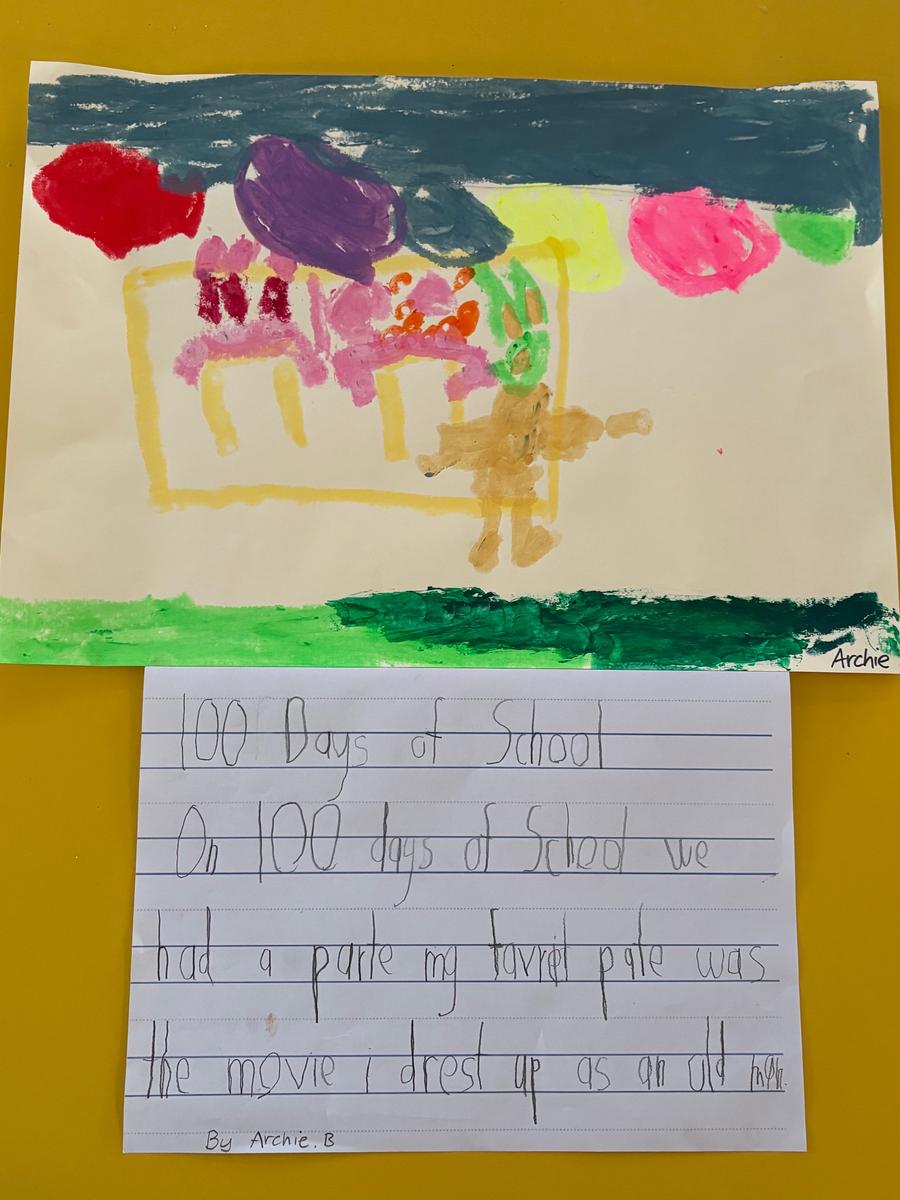 Archie
100 Days of School
On 100 days of School we
had a parte my favret pate was
the movie i drest up as an old man.
By Archie. B